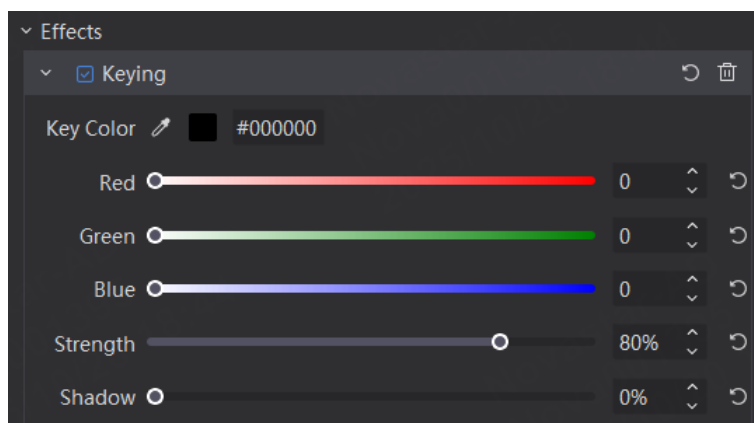 Effects
Keying
Key Color #000000
Red 0
Green 0
Blue 0
Strength 80%
Shadow 0%